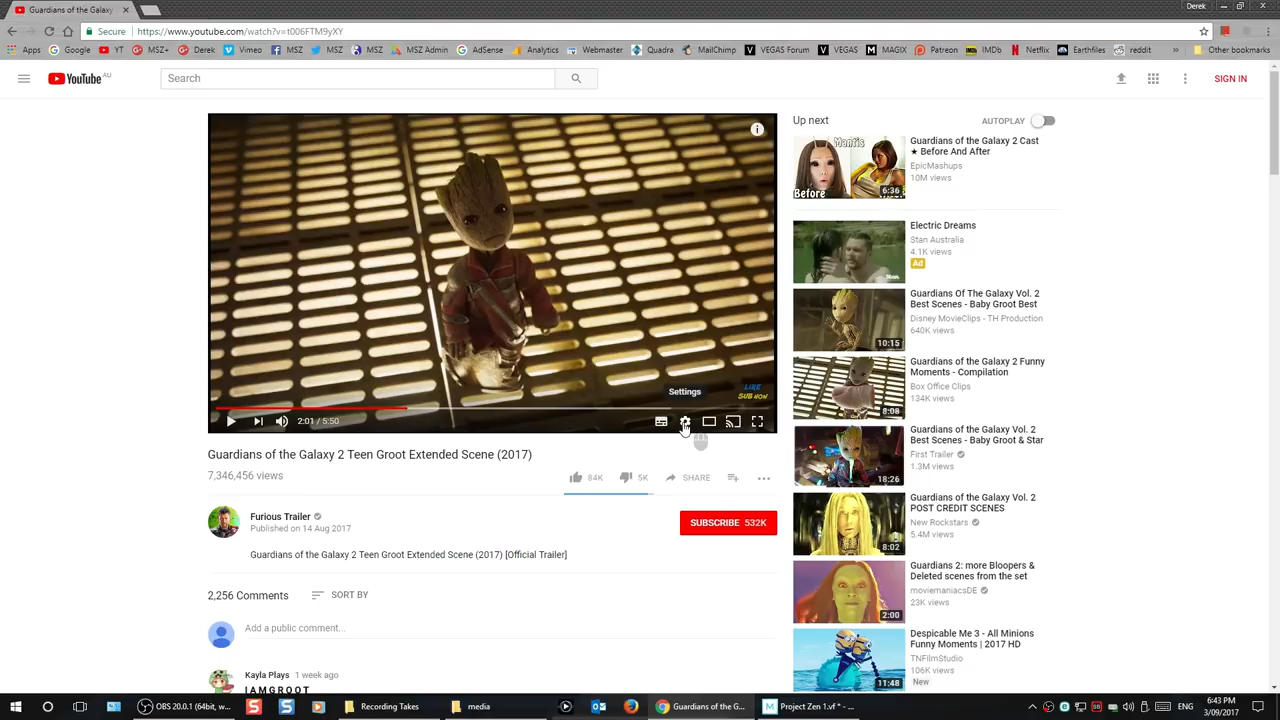 Guardians of the Galaxy
Derek
Secure
https://www.youtube.com/watch?v=t006FTM9yXY
Apps
Google
YT
MSZ+
Derek
Vimeo
MSZ
MSZ
MSZ Admin
AdSense
Analytics
Webmaster
Quadra
MailChimp
VEGAS Forum
VEGAS
MAGIX
Patreon
IMDb
Netflix
Earthfiles
reddit
Other bookmarks
YouTube AU
Search
SIGN IN
Up next
AUTOPLAY
Mantis
Before
6:36
Guardians of the Galaxy 2 Cast
★ Before And After
EpicMashups
10M views
Electric Dreams
Stan Australia
4.1K views
Ad
Guardians Of The Galaxy Vol. 2
Best Scenes - Baby Groot Best
Disney MovieClips - TH Production
640K views
10:15
Guardians of the Galaxy 2 Funny
Moments - Compilation
Box Office Clips
134K views
8:08
Settings
LIKE
SUB NOW
2:01 / 5:50
Guardians of the Galaxy Vol. 2
Best Scenes - Baby Groot & Star
First Trailer
1.3M views
18:26
Guardians of the Galaxy 2 Teen Groot Extended Scene (2017)
7,346,456 views
84K
5K
SHARE
Guardians of the Galaxy Vol. 2
POST CREDIT SCENES
New Rockstars
5.4M views
8:02
Furious Trailer
Published on 14 Aug 2017
SUBSCRIBE 532K
Guardians of the Galaxy 2 Teen Groot Extended Scene (2017) [Official Trailer]
Guardians 2: more Bloopers &
Deleted scenes from the set
moviemaniacsDE
23K views
2:00
2,256 Comments
SORT BY
Add a public comment...
Despicable Me 3 - All Minions
Funny Moments | 2017 HD
TNFilmStudio
106K views
New
11:48
Kayla Plays 1 week ago
I A M G R O O T
OBS 20.0.1 (64bit, w...
Recording Takes
media
Guardians of the G...
Project Zen 1.vf * - ...
ENG
6:43 PM
3/09/2017